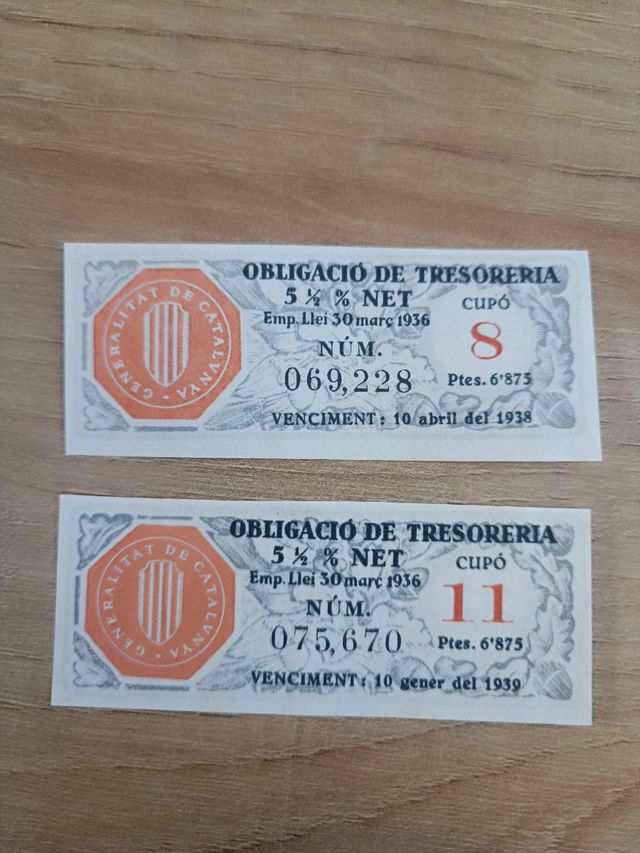 GENERALITAT DE CATALVNYA
OBLIGACIÓ DE TRESORERIA
5 ½ % NET
Emp. Llei 30 març 1936
CUPÓ
8
NÚM.
069,228
Ptes. 6'875
VENCIMENT: 10 abril del 1938
GENERALITAT DE CATALVNYA
OBLIGACIÓ DE TRESORERIA
5 ½ % NET
Emp. Llei 30 març 1936
CUPÓ
11
NÚM.
075,670
Ptes. 6'875
VENCIMENT: 10 gener del 1939